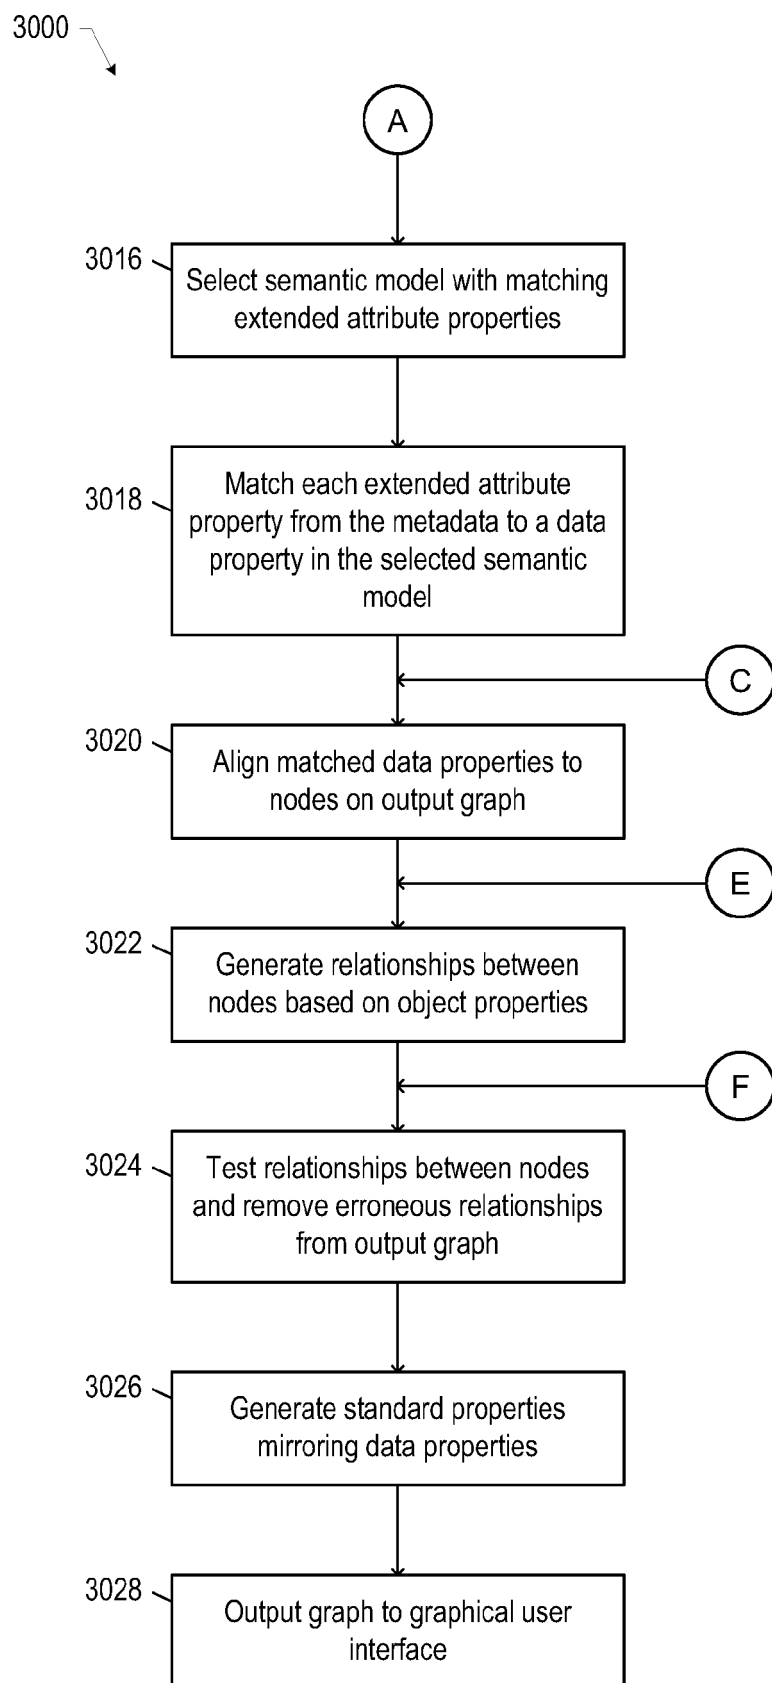 3000
A
3016
Select semantic model with matching
extended attribute properties
3018
Match each extended attribute
property from the metadata to a data
property in the selected semantic
model
C
3020
Align matched data properties to
nodes on output graph
E
3022
Generate relationships between
nodes based on object properties
F
3024
Test relationships between nodes
and remove erroneous relationships
from output graph
3026
Generate standard properties
mirroring data properties
3028
Output graph to graphical user
interface